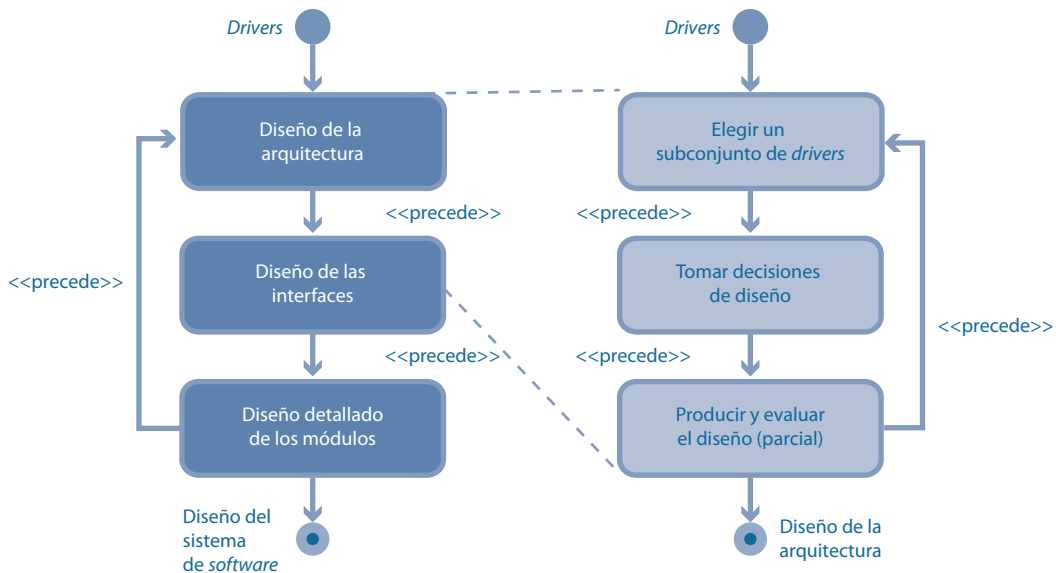 Drivers
Diseño de la
arquitectura
<<precede>>
Diseño de las
interfaces
<<precede>>
<<precede>>
Diseño detallado
de los módulos
Diseño del
sistema
de software
Drivers
Elegir un
subconjunto de drivers
<<precede>>
Tomar decisiones
de diseño
<<precede>>
<<precede>>
Producir y evaluar
el diseño (parcial)
Diseño de la
arquitectura